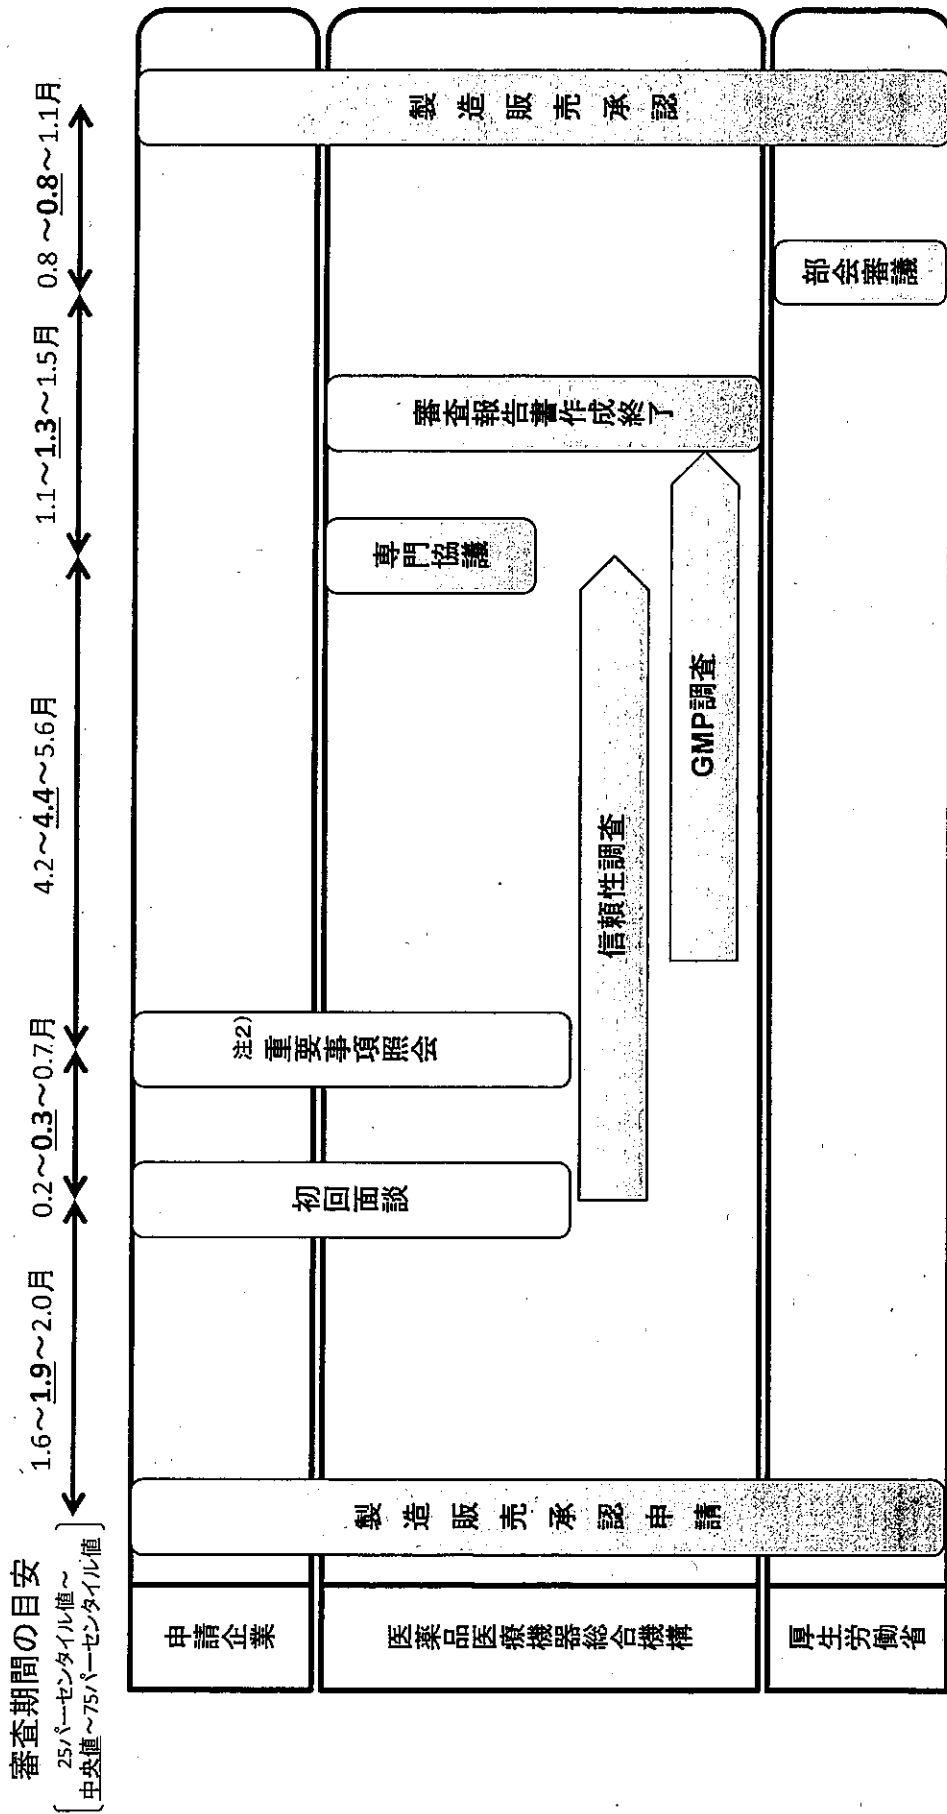 審査期間の目安
25パーセンタイル値～
中央値～75パーセンタイル値
1.6～1.9～2.0月
0.2～0.3～0.7月
4.2～4.4～5.6月
1.1～1.3～1.5月
0.8～0.8～1.1月
申請企業
医薬品医療機器総合機構
厚生労働省
製造販売承認申請
初回面談
注2)
重要事項照会
信頼性調査
GMP調査
専門協議
審査報告書作成終了
部会審議
製造販売承認